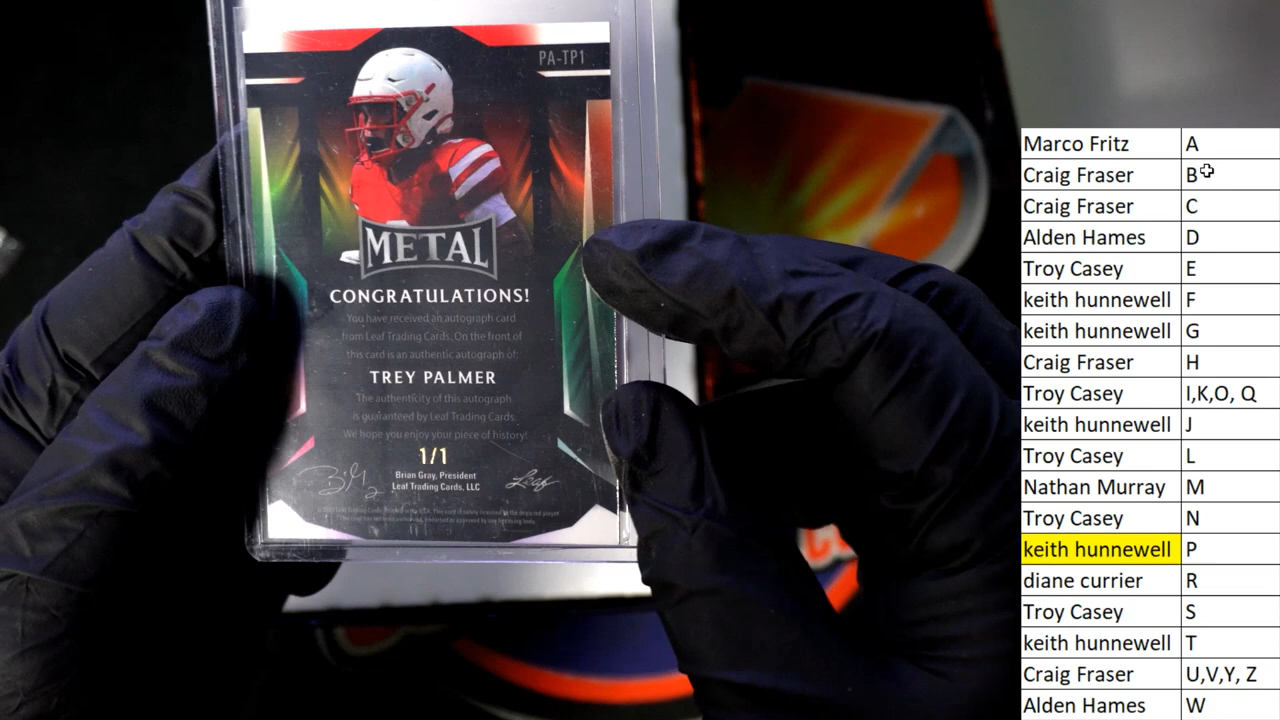 PA-TP1
METAL
CONGRATULATIONS!
You have received an autograph card
from Leaf Trading Cards. On the front of
this card is an authentic autograph of:
TREY PALMER
The authenticity of this autograph
is guaranteed by Leaf Trading Cards.
We hope you enjoy your piece of history!
1/1
Brian Gray, President
Leaf Trading Cards, LLC
Leaf
Marco Fritz A
Craig Fraser B
Craig Fraser C
Alden Hames D
Troy Casey E
keith hunnewell F
keith hunnewell G
Craig Fraser H
Troy Casey I,K,O, Q
keith hunnewell J
Troy Casey L
Nathan Murray M
Troy Casey N
keith hunnewell P
diane currier R
Troy Casey S
keith hunnewell T
Craig Fraser U,V,Y, Z
Alden Hames W